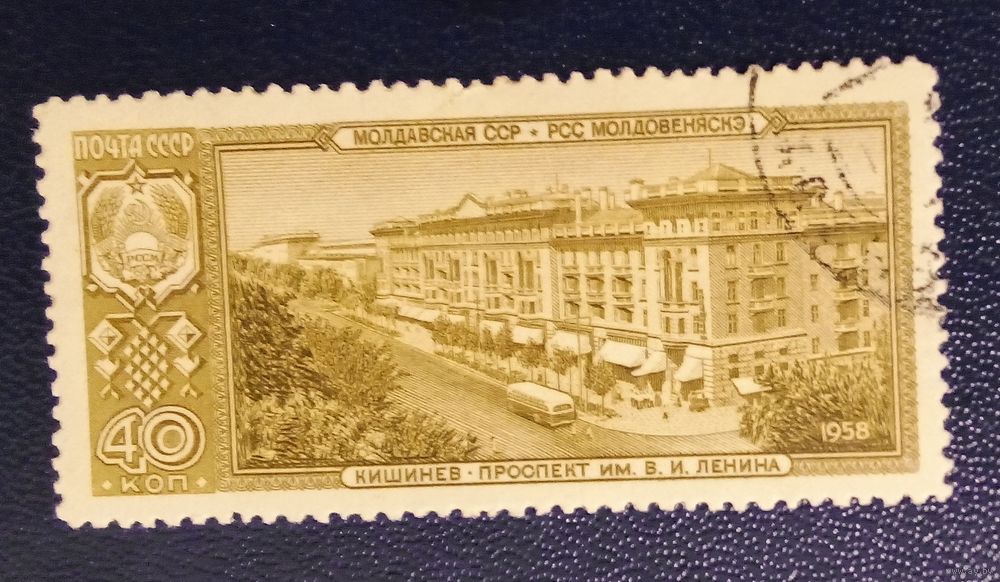 МОЛДАВСКАЯ ССР ★ РСС МОЛДОВЕНЯСКЭ
ПОЧТА СССР
РССМ
40
КОП
1958
КИШИНЕВ · ПРОСПЕКТ ИМ. В. И. ЛЕНИНА